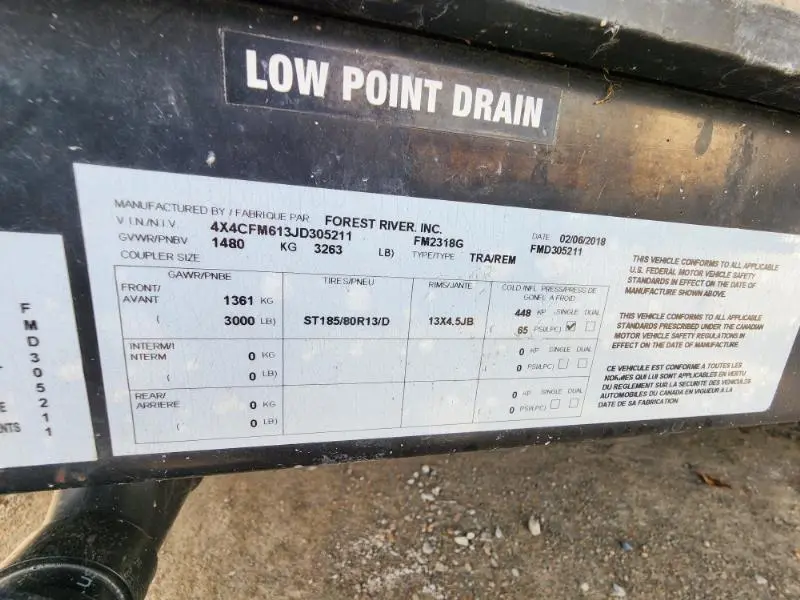 LOW POINT DRAIN
MANUFACTURED BY / FABRIQUE PAR FOREST RIVER, INC. DATE 02/06/2018
V.I.N./N.I.V. 4X4CFM613JD305211 FM2318G FMD305211
GVWR/PNBV 1480 KG 3263 LB) TYPE/TYPE TRA/REM
COUPLER SIZE
GAWR/PNBE TIRES/PNEU RIMS/JANTE COLD/NFL. PRESS/PRESS DE
GONFL A FROID
FRONT/ 1361 KG 448 KP SINGLE DUAL
AVANT
( 3000 LB) ST185/80R13/D 13X4.5JB ( 65 PSI/LPC)
INTERM/I 0 KG 0 KP SINGLE DUAL
NTERM
( 0 LB) 0 PSI/LPC)
REAR/ 0 KG 0 KP SINGLE DUAL
ARRIERE
( 0 LB) 0 PSI/LPC)
THIS VEHICLE CONFORMS TO ALL APPLICABLE
U.S. FEDERAL MOTOR VEHICLE SAFETY
STANDARDS IN EFFECT ON THE DATE OF
MANUFACTURE SHOWN ABOVE.
THIS VEHICLE CONFORMS TO ALL APPLICABLE
STANDARDS PRESCRIBED UNDER THE CANADIAN
MOTOR VEHICLE SAFETY REGULATIONS IN
EFFECT ON THE DATE OF MANUFACTURE.
CE VEHICULE EST CONFORME A TOUTES LES
NORMES QUI LUI SONT APPLICABLES EN VERTU
DU REGLEMENT SUR LA SECURITE DES VEHICULES
AUTOMOBILES DU CANADA EN VIGUEUR A LA
DATE DE SA FABRICATION
FMD305211